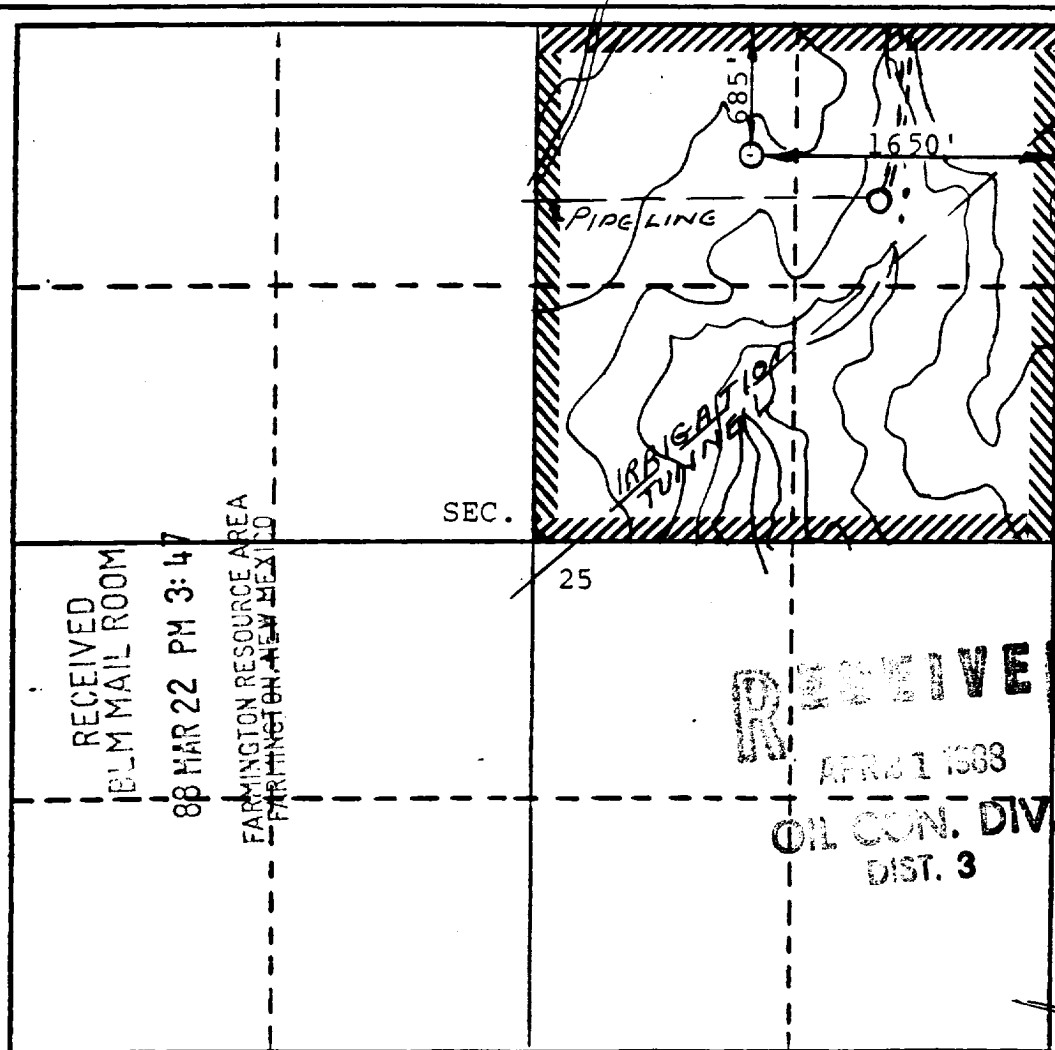 685'
1650'
PIPE LINE
IRRIGATION
TUNNEL
SEC.
25
RECEIVED
BLM MAIL ROOM
88 MAR 22 PM 3:47
FARMINGTON RESOURCE AREA
FARMINGTON, NEW MEXICO
RECEIVE
OIL CON. DIV
DIST. 3